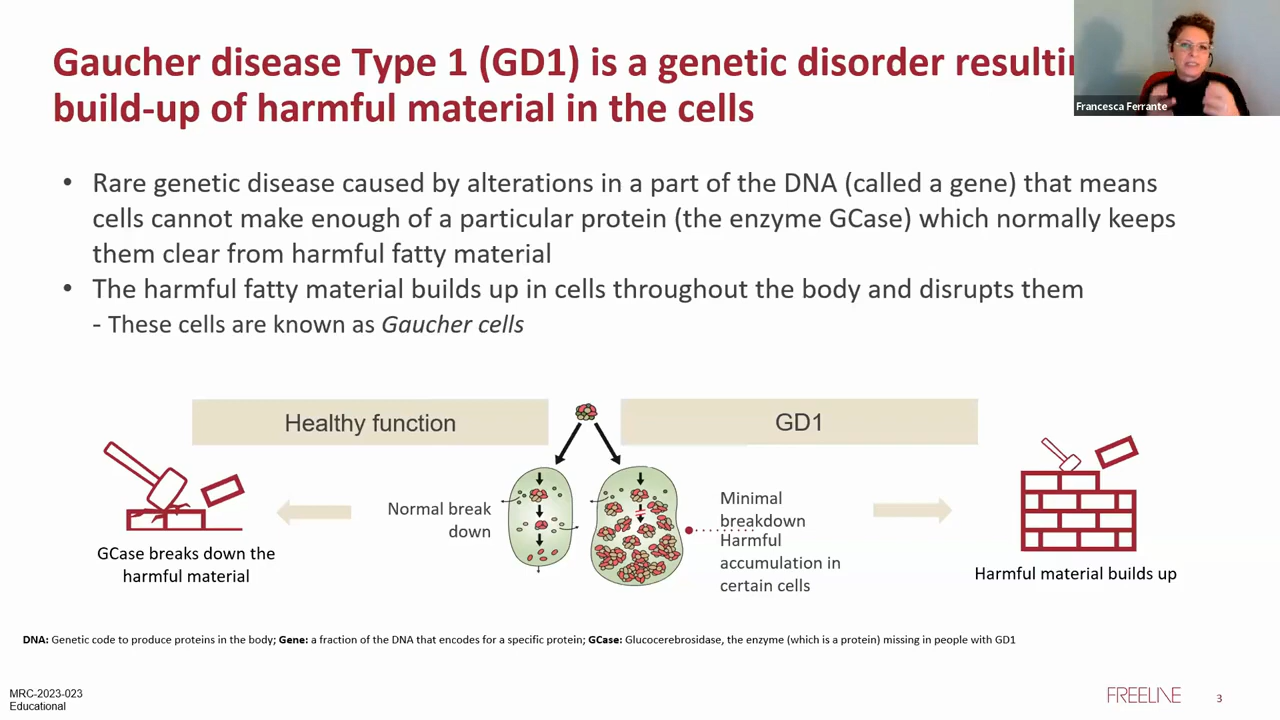 Gaucher disease Type 1 (GD1) is a genetic disorder
build-up of harmful material in the cells
Francesca Ferrante
• Rare genetic disease caused by alterations in a part of the DNA (called a gene) that means
cells cannot make enough of a particular protein (the enzyme GCase) which normally keeps
them clear from harmful fatty material
• The harmful fatty material builds up in cells throughout the body and disrupts them
- These cells are known as Gaucher cells
Healthy function
GD1
Normal break
down
Minimal
breakdown
Harmful
accumulation in
certain cells
GCase breaks down the
harmful material
Harmful material builds up
DNA: Genetic code to produce proteins in the body; Gene: a fraction of the DNA that encodes for a specific protein; GCase: Glucocerebrosidase, the enzyme (which is a protein) missing in people with GD1
MRC-2023-023
Educational
FREELINE
3